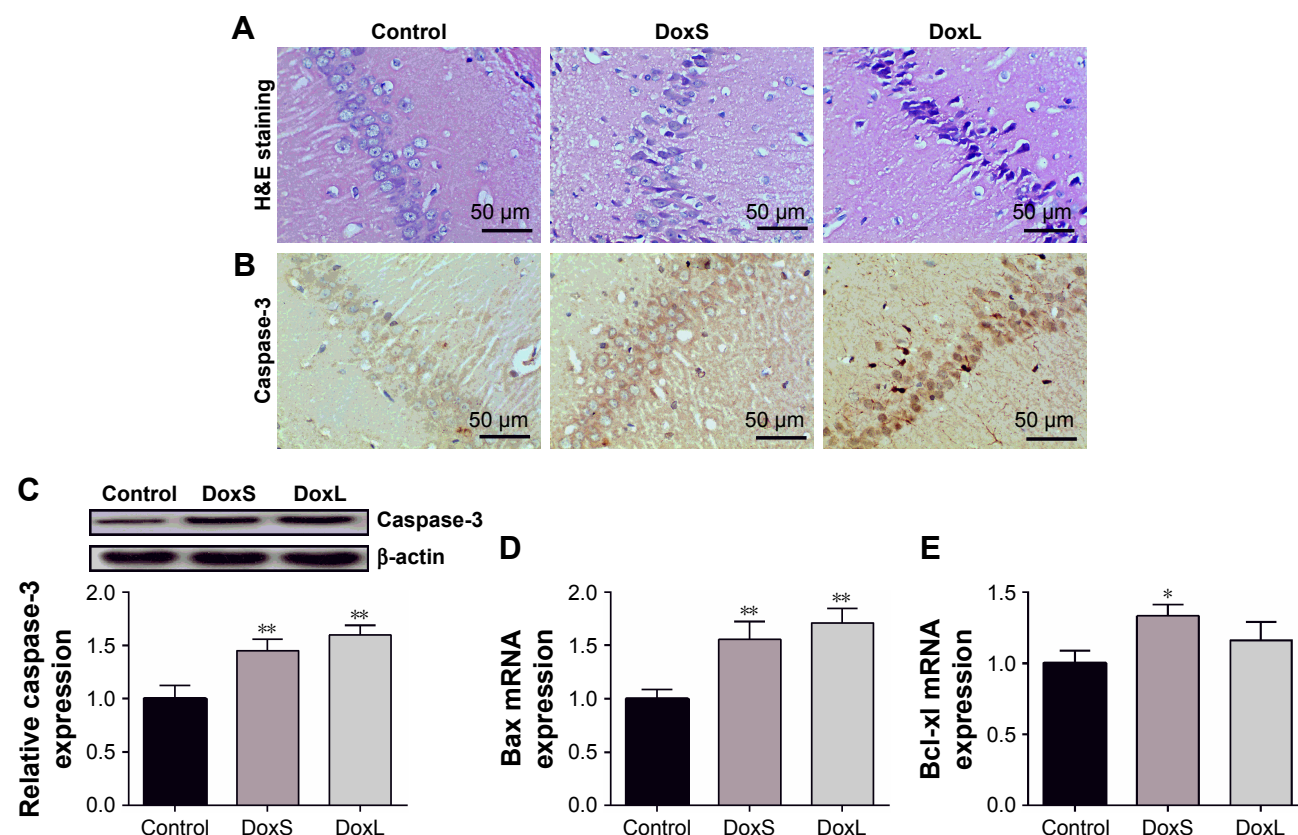 A
Control DoxS DoxL
H&E staining
50 µm 50 µm 50 µm
B
Caspase-3
50 µm 50 µm 50 µm
C
Control DoxS DoxL
Caspase-3
β-actin
Relative caspase-3
expression
2.0
1.5
1.0
0.5
0.0
** **
Control DoxS DoxL
D
Bax mRNA
expression
2.0
1.5
1.0
0.5
0.0
** **
Control DoxS DoxL
E
Bcl-xl mRNA
expression
1.5
1.0
0.5
0.0
*
Control DoxS DoxL